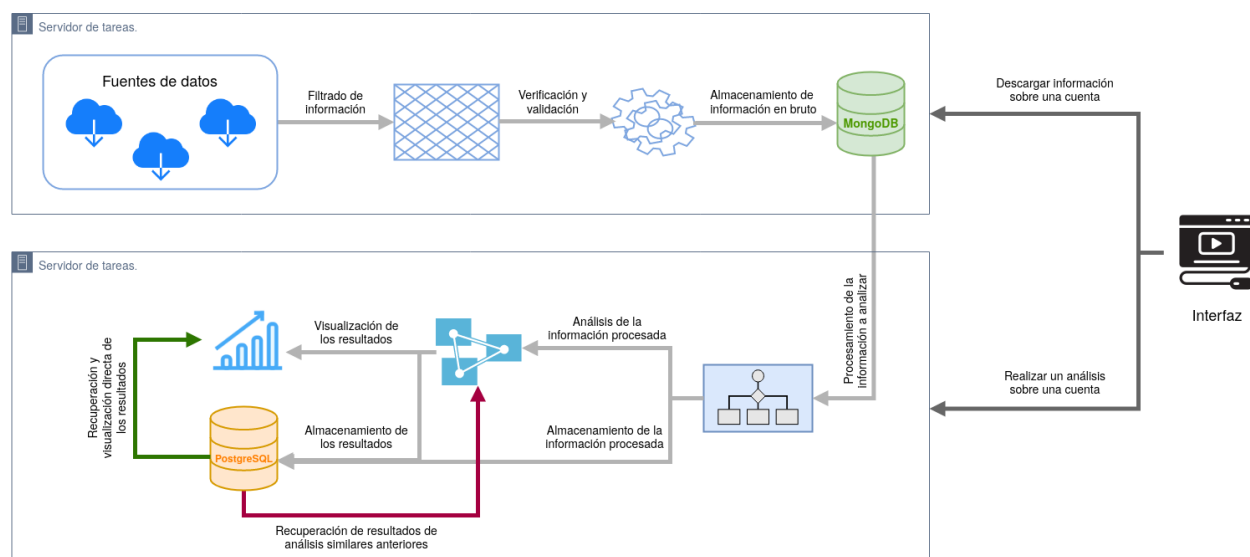 Servidor de tareas.
Fuentes de datos
Filtrado de
información
Verificación y
validación
Almacenamiento de
información en bruto
MongoDB
Descargar información
sobre una cuenta
Interfaz
Realizar un análisis
sobre una cuenta
Servidor de tareas.
Procesamiento de la
información a analizar
Análisis de la
información procesada
Almacenamiento de la
información procesada
Visualización de
los resultados
Almacenamiento de
los resultados
PostgreSQL
Recuperación y
visualización directa de
los resultados
Recuperación de resultados de
análisis similares anteriores